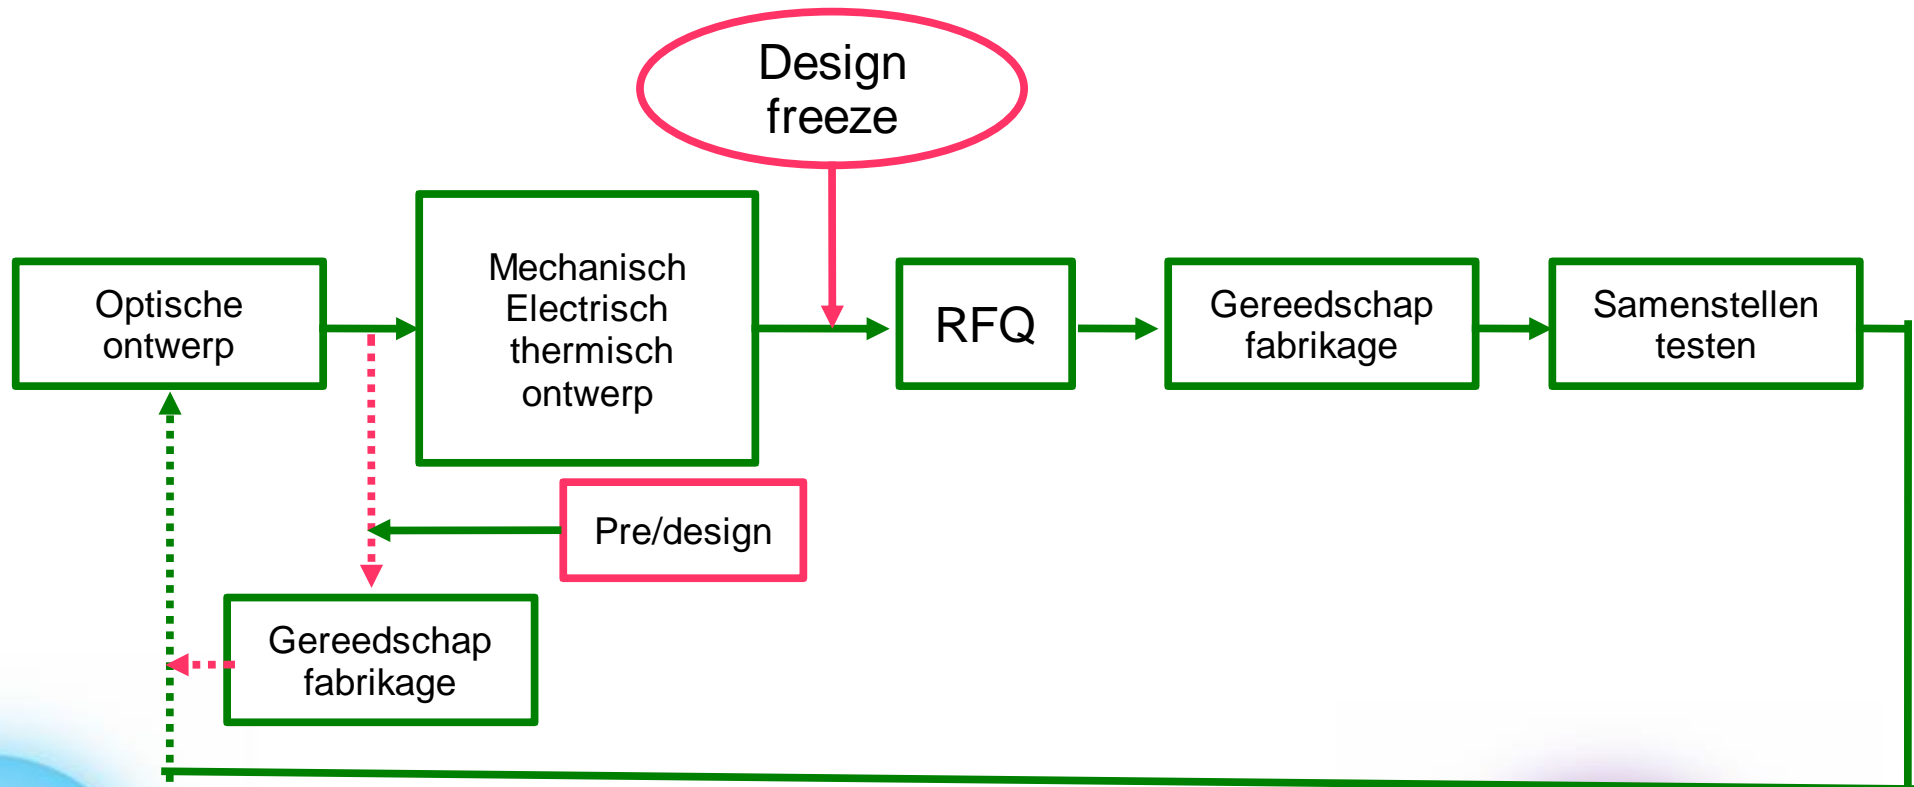 Design
freeze
Optische
ontwerp
Mechanisch
Electrisch
thermisch
ontwerp
RFQ
Gereedschap
fabrikage
Samenstellen
testen
Pre/design
Gereedschap
fabrikage